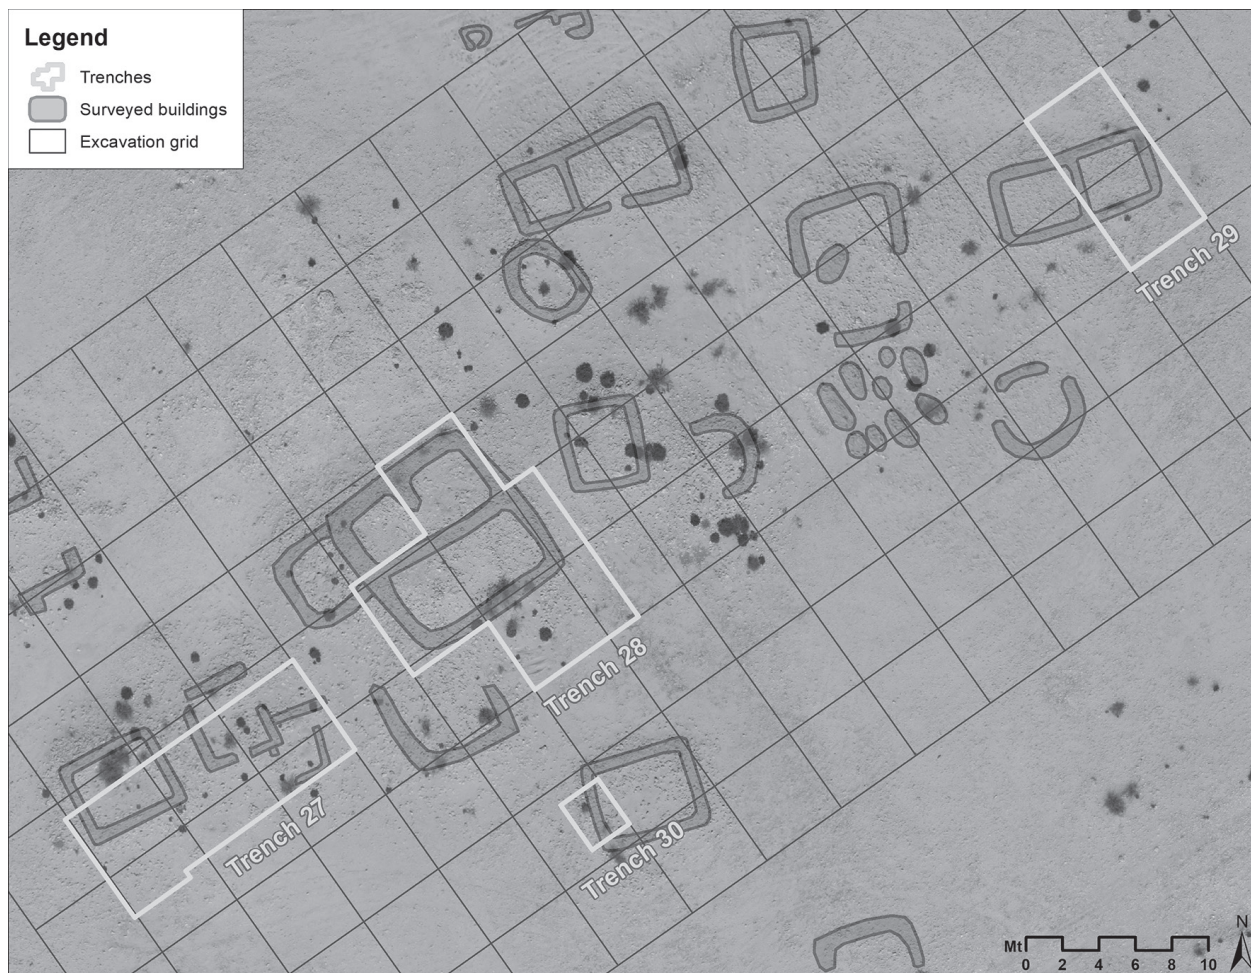 Legend
Trenches
Surveyed buildings
Excavation grid
Trench 29
Trench 28
Trench 27
Trench 30
N
Mt
0 2 4 6 8 10